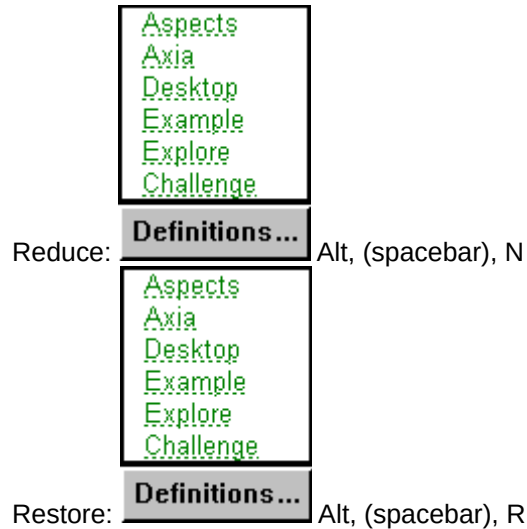 Aspects
Axia
Desktop
Example
Explore
Challenge
Reduce: Definitions... Alt, (spacebar), N
Aspects
Axia
Desktop
Example
Explore
Challenge
Restore: Definitions... Alt, (spacebar), R